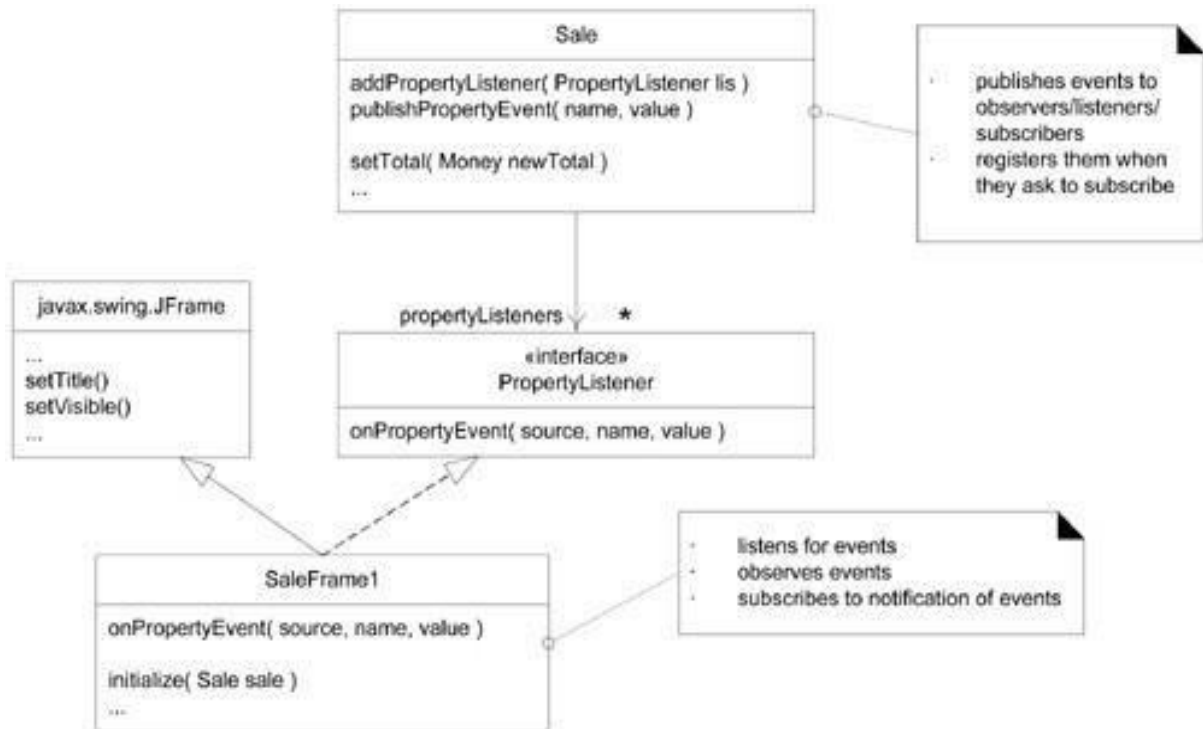 Sale
addPropertyListener( PropertyListener lis )
publishPropertyEvent( name, value )
setTotal( Money newTotal )
...
· publishes events to
observers/listeners/
subscribers
· registers them when
they ask to subscribe
javax.swing.JFrame
...
setTitle()
setVisible()
...
propertyListeners *
«interface»
PropertyListener
onPropertyEvent( source, name, value )
SaleFrame1
onPropertyEvent( source, name, value )
initialize( Sale sale )
...
· listens for events
· observes events
· subscribes to notification of events